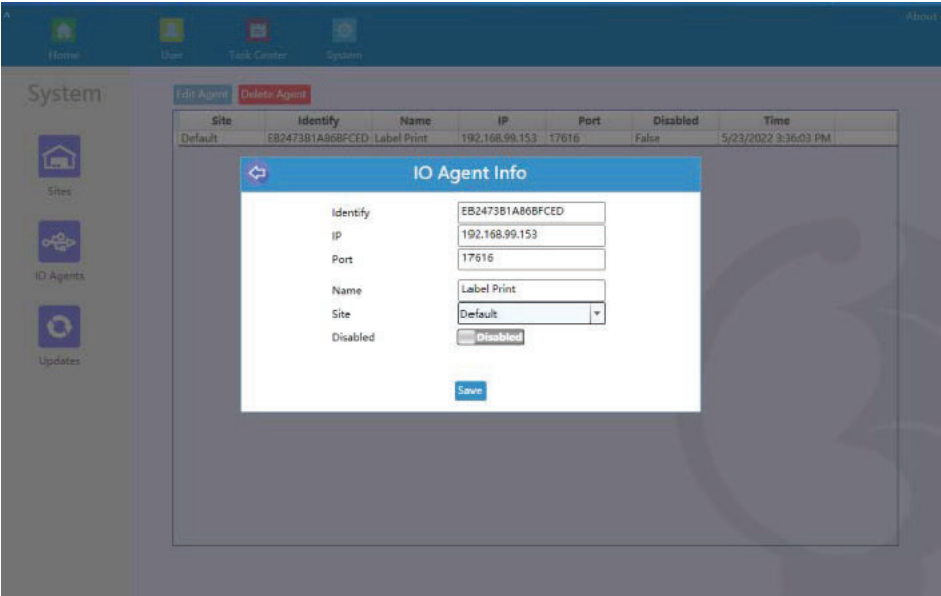 About
Home User Task Center System
System
Edit Agent Delete Agent
Site Identify Name IP Port Disabled Time
Default EB2473B1A86BFCED Label Print 192.168.99.153 17616 False 5/23/2022 3:36:03 PM
IO Agent Info
Identify EB2473B1A86BFCED
IP 192.168.99.153
Port 17616
Name Label Print
Site Default
Disabled Disabled
Save
Sites
IO Agents
Updates